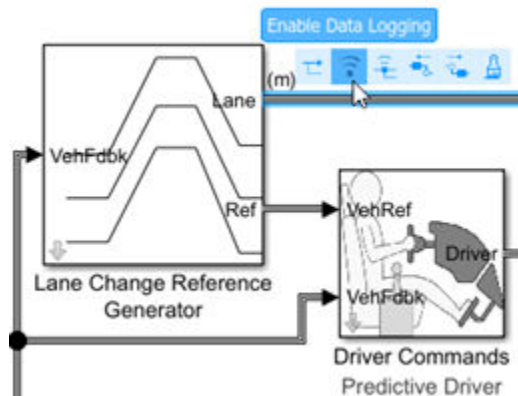 Enable Data Logging
(m)
Lane
VehFdbk
Ref
Lane Change Reference
Generator
VehRef
Driver
VehFdbk
Driver Commands
Predictive Driver